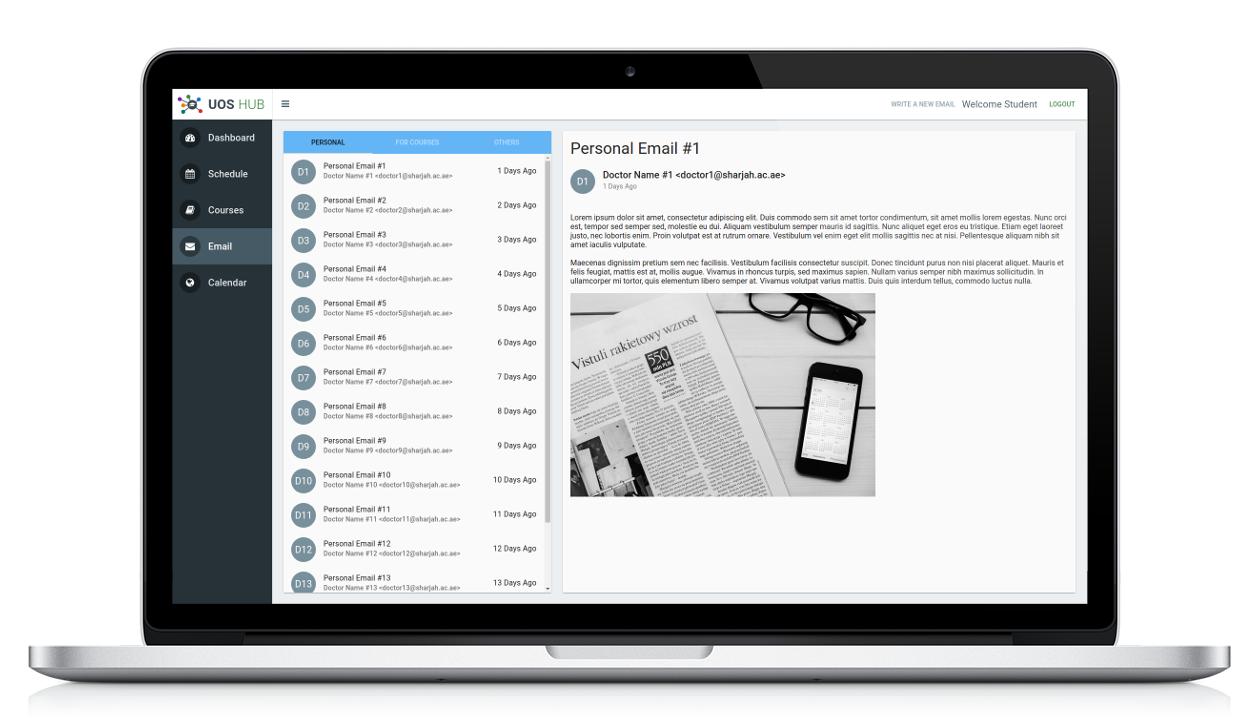 UOS HUB
WRITE A NEW EMAIL Welcome Student LOGOUT
Dashboard
Schedule
Courses
Email
Calendar
PERSONAL FOR COURSES OTHERS
D1 Personal Email #1 1 Days Ago
Doctor Name #1 <doctor1@sharjah.ac.ae>
D2 Personal Email #2 2 Days Ago
Doctor Name #2 <doctor2@sharjah.ac.ae>
D3 Personal Email #3 3 Days Ago
Doctor Name #3 <doctor3@sharjah.ac.ae>
D4 Personal Email #4 4 Days Ago
Doctor Name #4 <doctor4@sharjah.ac.ae>
D5 Personal Email #5 5 Days Ago
Doctor Name #5 <doctor5@sharjah.ac.ae>
D6 Personal Email #6 6 Days Ago
Doctor Name #6 <doctor6@sharjah.ac.ae>
D7 Personal Email #7 7 Days Ago
Doctor Name #7 <doctor7@sharjah.ac.ae>
D8 Personal Email #8 8 Days Ago
Doctor Name #8 <doctor8@sharjah.ac.ae>
D9 Personal Email #9 9 Days Ago
Doctor Name #9 <doctor9@sharjah.ac.ae>
D10 Personal Email #10 10 Days Ago
Doctor Name #10 <doctor10@sharjah.ac.ae>
D11 Personal Email #11 11 Days Ago
Doctor Name #11 <doctor11@sharjah.ac.ae>
D12 Personal Email #12 12 Days Ago
Doctor Name #12 <doctor12@sharjah.ac.ae>
D13 Personal Email #13 13 Days Ago
Doctor Name #13 <doctor13@sharjah.ac.ae>
Personal Email #1
D1 Doctor Name #1 <doctor1@sharjah.ac.ae>
1 Days Ago
Lorem ipsum dolor sit amet, consectetur adipiscing elit. Duis commodo sem sit amet tortor condimentum, sit amet mollis lorem egestas. Nunc orci
est, tempor sed semper sed, molestie eu dui. Aliquam vestibulum semper mauris id sagittis. Nunc aliquet eget eros eu tristique. Etiam eget laoreet
justo, nec lobortis enim. Proin volutpat est at rutrum ornare. Vestibulum vel enim eget elit mollis sagittis nec at nisi. Pellentesque aliquam nibh sit
amet iaculis vulputate.
Maecenas dignissim pretium sem nec facilisis. Vestibulum facilisis consectetur suscipit. Donec tincidunt purus non nisi placerat aliquet. Mauris et
felis feugiat, mattis est at, mollis augue. Vivamus in rhoncus turpis, sed maximus sapien. Nullam varius semper nibh maximus sollicitudin. In
ullamcorper mi tortor, quis elementum libero semper at. Vivamus volutpat varius mattis. Duis quis interdum tellus, commodo luctus nulla.
Vistuli rakietowy wzrost
550
mln PLN